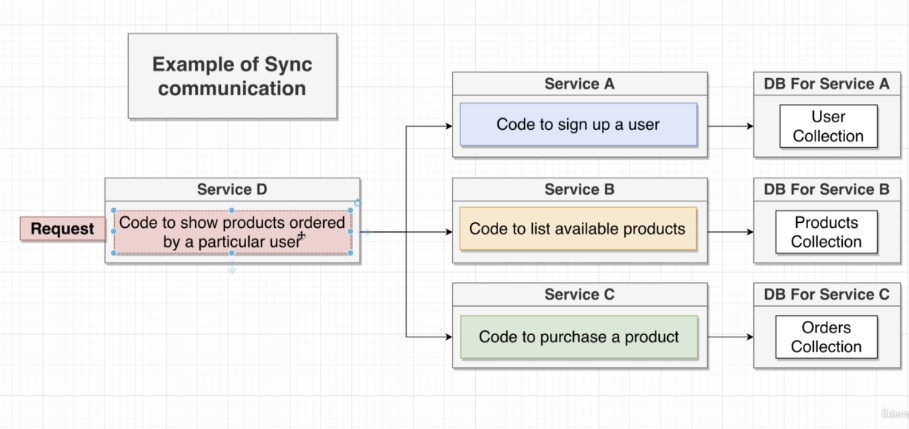 Example of Sync
communication
Service A
Code to sign up a user
DB For Service A
User
Collection
Service D
Request
Code to show products ordered
by a particular user
Service B
Code to list available products
DB For Service B
Products
Collection
Service C
Code to purchase a product
DB For Service C
Orders
Collection